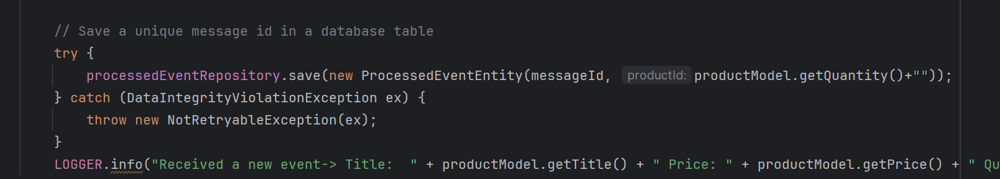 // Save a unique message id in a database table
try {
processedEventRepository.save(new ProcessedEventEntity(messageId, productId: productModel.getQuantity()+""));
} catch (DataIntegrityViolationException ex) {
throw new NotRetryableException(ex);
}
LOGGER.info("Received a new event-> Title:  " + productModel.getTitle() + " Price: " + productModel.getPrice() + " Qu